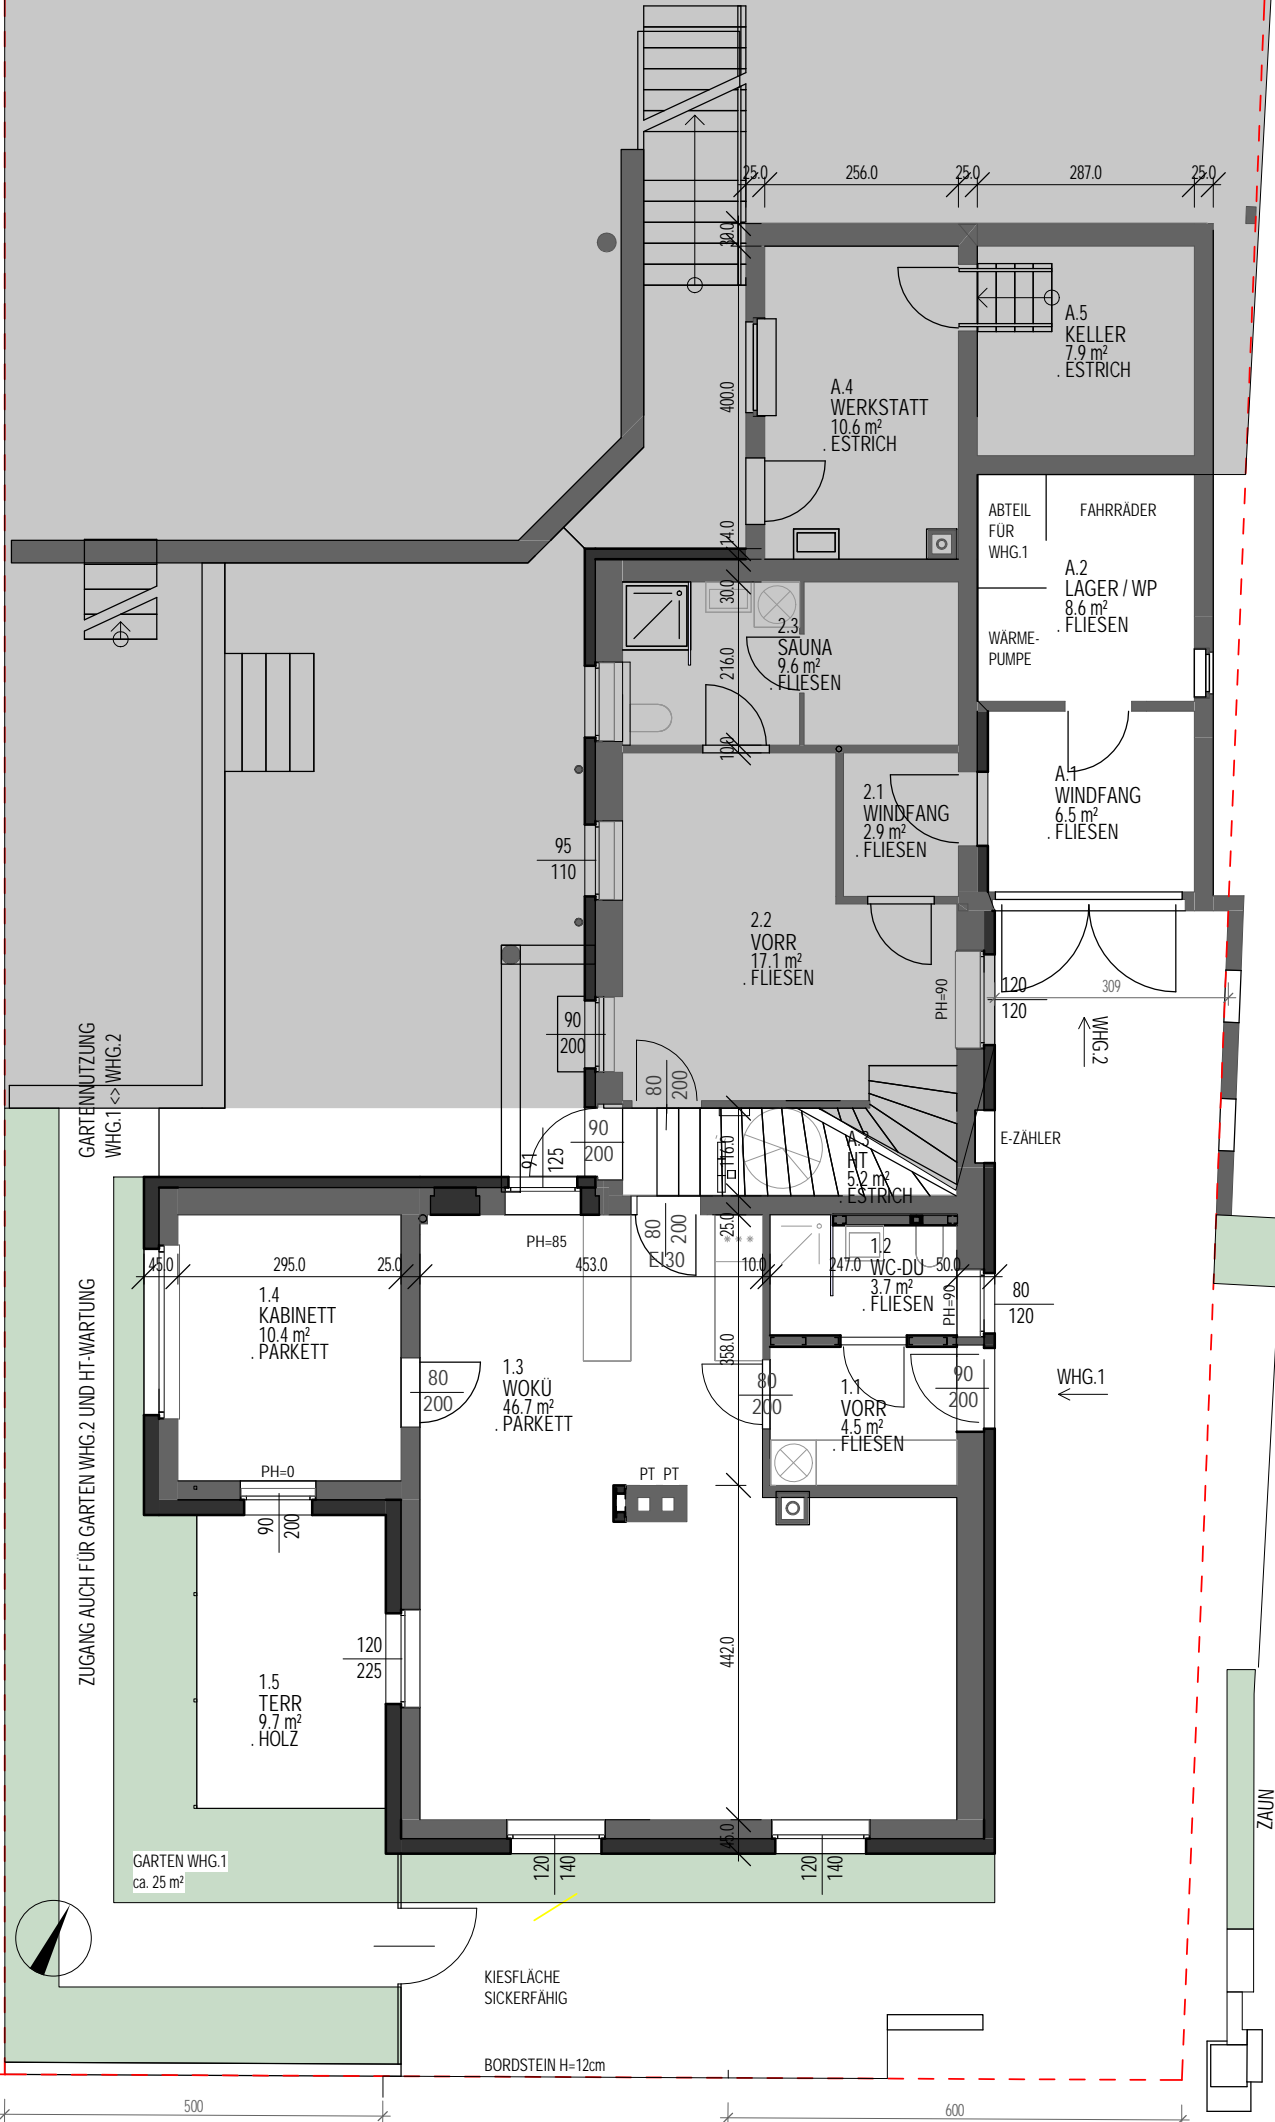 25.0
256.0
25.0
287.0
25.0
30.0
A.5
KELLER
7.9 m²
. ESTRICH
400.0
A.4
WERKSTATT
10.6 m²
. ESTRICH
14.0
ABTEIL
FÜR
WHG.1
FAHRRÄDER
A.2
LAGER / WP
8.6 m²
. FLIESEN
WÄRME-
PUMPE
30.0
216.0
2.3
SAUNA
9.6 m²
. FLIESEN
10.0
A.1
WINDFANG
6.5 m²
. FLIESEN
2.1
WINDFANG
2.9 m²
. FLIESEN
95
110
2.2
VORR
17.1 m²
. FLIESEN
PH=90
120
120
309
90
200
WHG.2
GARTENNUTZUNG
WHG.1 <> WHG.2
80
200
E-ZÄHLER
90
200
91
125
116.0
A.3
HT
5.2 m²
. ESTRICH
25.0
80
200
EI30
PH=85
45.0
295.0
25.0
453.0
10.0
247.0
50.0
1.2
WC-DU
3.7 m²
. FLIESEN
PH=90
80
120
1.4
KABINETT
10.4 m²
. PARKETT
358.0
80
200
1.3
WOKÜ
46.7 m²
. PARKETT
80
200
1.1
VORR
4.5 m²
. FLIESEN
90
200
WHG.1
ZUGANG AUCH FÜR GARTEN WHG.2 UND HT-WARTUNG
PH=0
90
200
PT PT
120
225
442.0
1.5
TERR
9.7 m²
. HOLZ
45.0
120
140
120
140
ZAUN
GARTEN WHG.1
ca. 25 m²
KIESFLÄCHE
SICKERFÄHIG
BORDSTEIN H=12cm
500
600